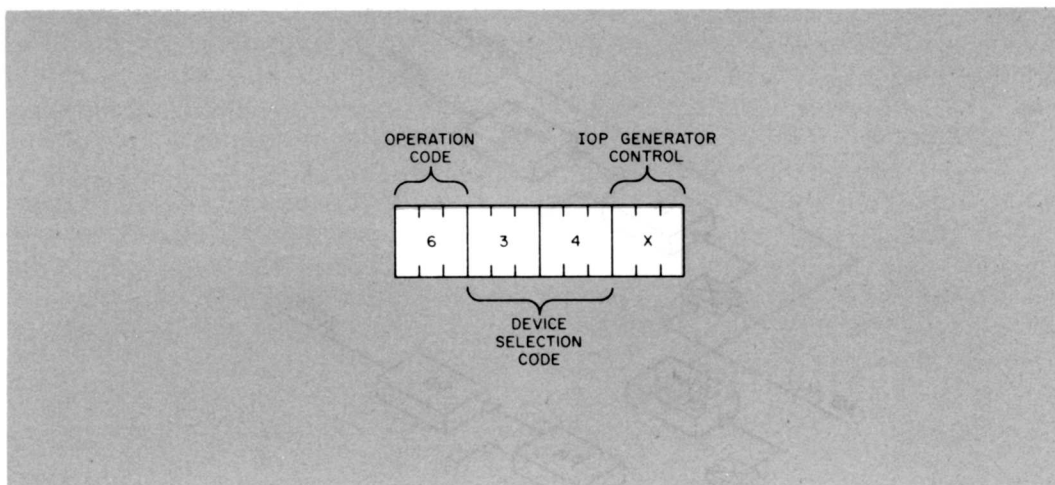 OPERATION
CODE
IOP GENERATOR
CONTROL
6 3 4 X
DEVICE
SELECTION
CODE